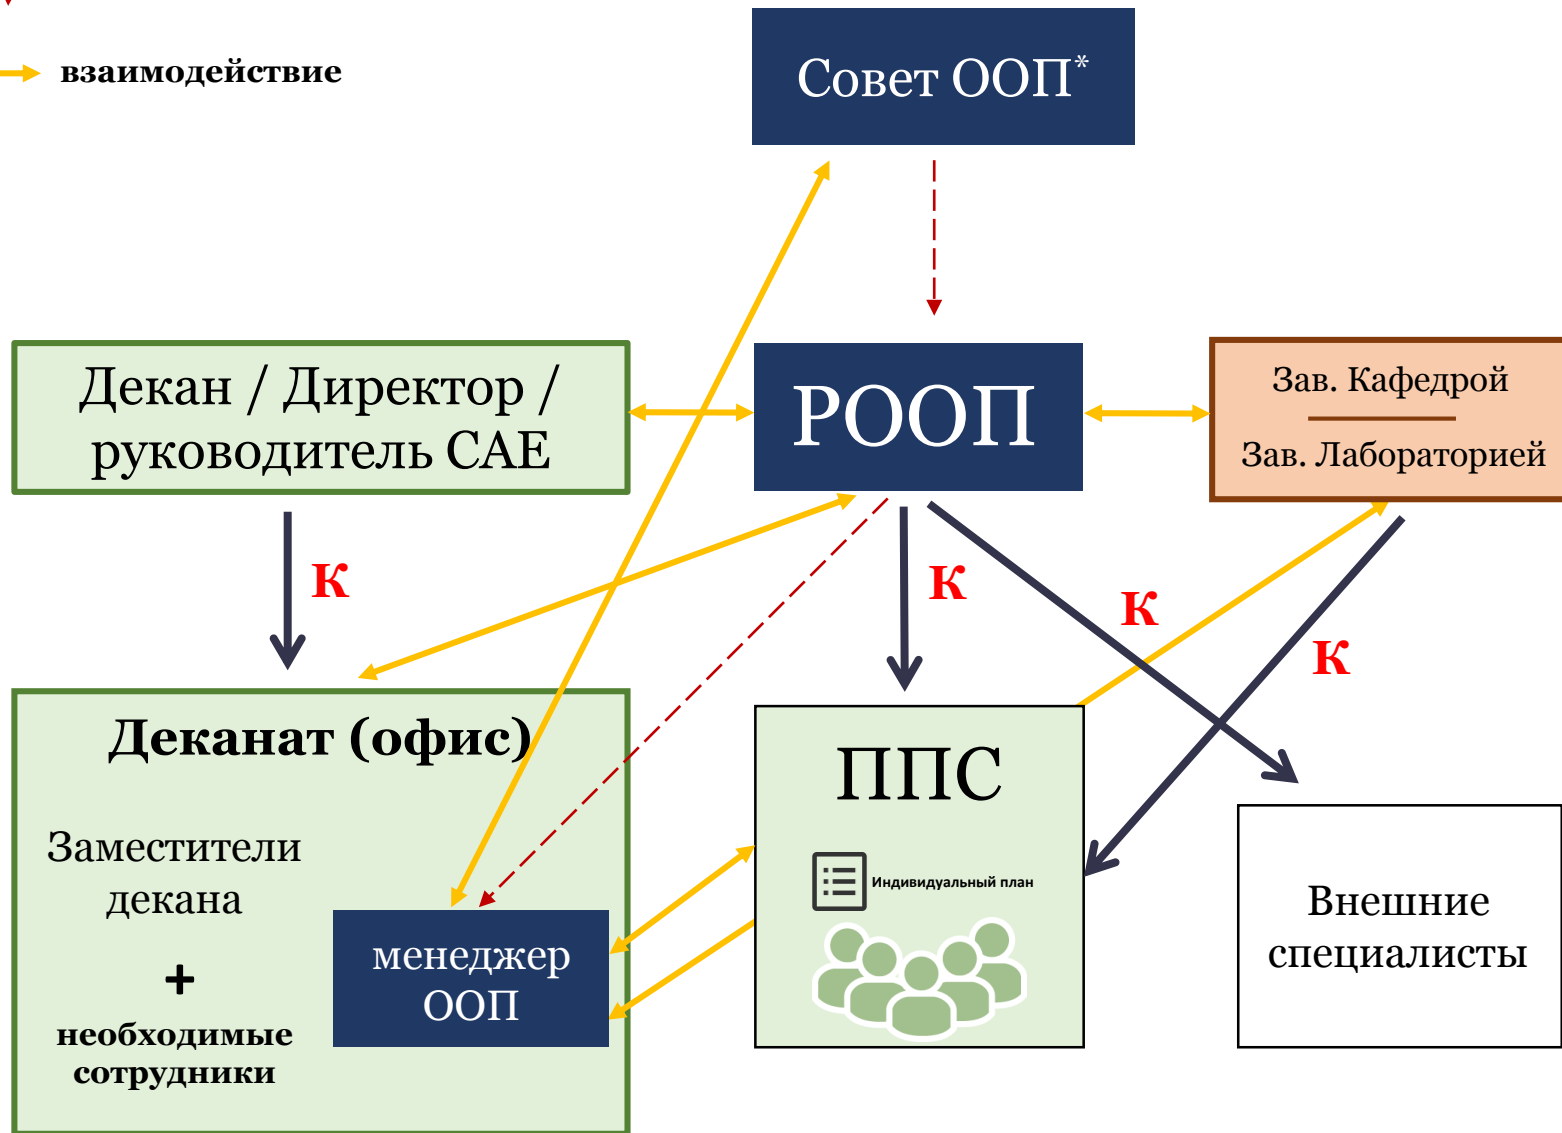 взаимодействие
Совет ООП*
Декан / Директор /
руководитель САЕ
РООП
Зав. Кафедрой
Зав. Лабораторией
К
К
К
К
Деканат (офис)
Заместители
декана
+
необходимые
сотрудники
менеджер
ООП
ППС
Индивидуальный план
Внешние
специалисты